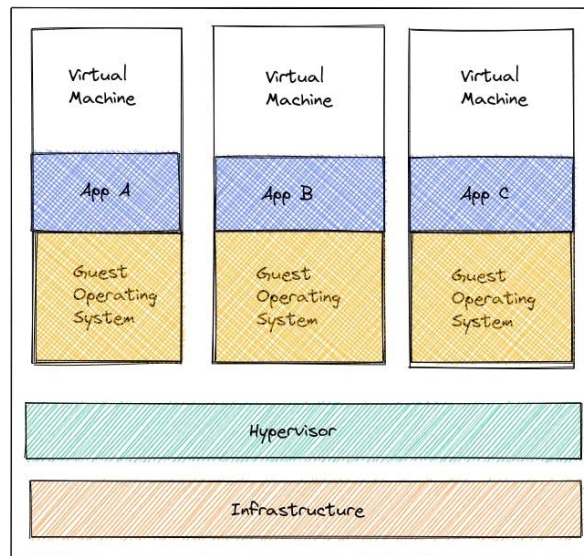 Virtual
Machine
App A
Guest
Operating
System
Virtual
Machine
App B
Guest
Operating
System
Virtual
Machine
App C
Guest
Operating
System
Hypervisor
Infrastructure